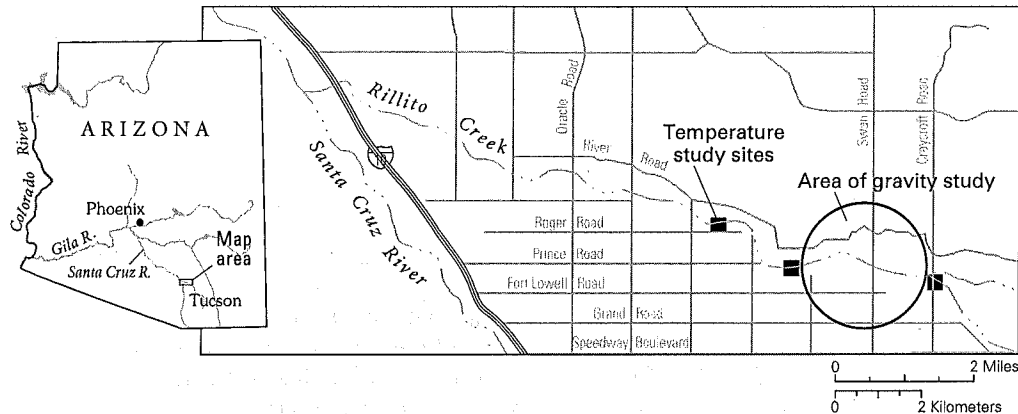 ARIZONA
Colorado River
Phoenix
Gila R.
Santa Cruz R.
Map
area
Tucson
Rillito
Creek
Santa Cruz River
10
Oracle Road
River Road
Temperature
study sites
Swan Road
Craycroft Road
Area of gravity study
Roger Road
Prince Road
Fort Lowell Road
Grand Road
Speedway Boulevard
0 2 Miles
0 2 Kilometers